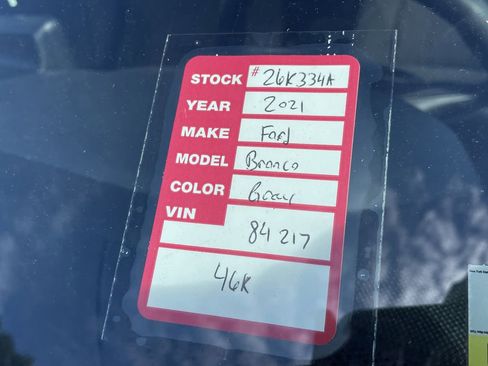 STOCK # 26K334A
YEAR 2021
MAKE Ford
MODEL Bronco
COLOR Gray
VIN 84217
46K